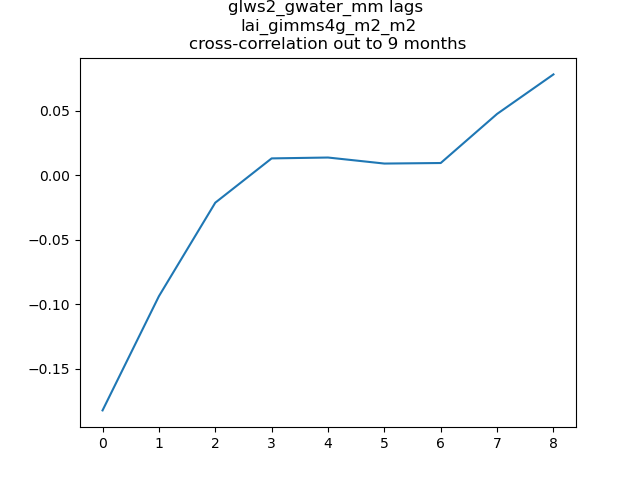 glws2_gwater_mm lags
lai_gimms4g_m2_m2
cross-correlation out to 9 months
0.05
0.00
−0.05
−0.10
−0.15
0 1 2 3 4 5 6 7 8